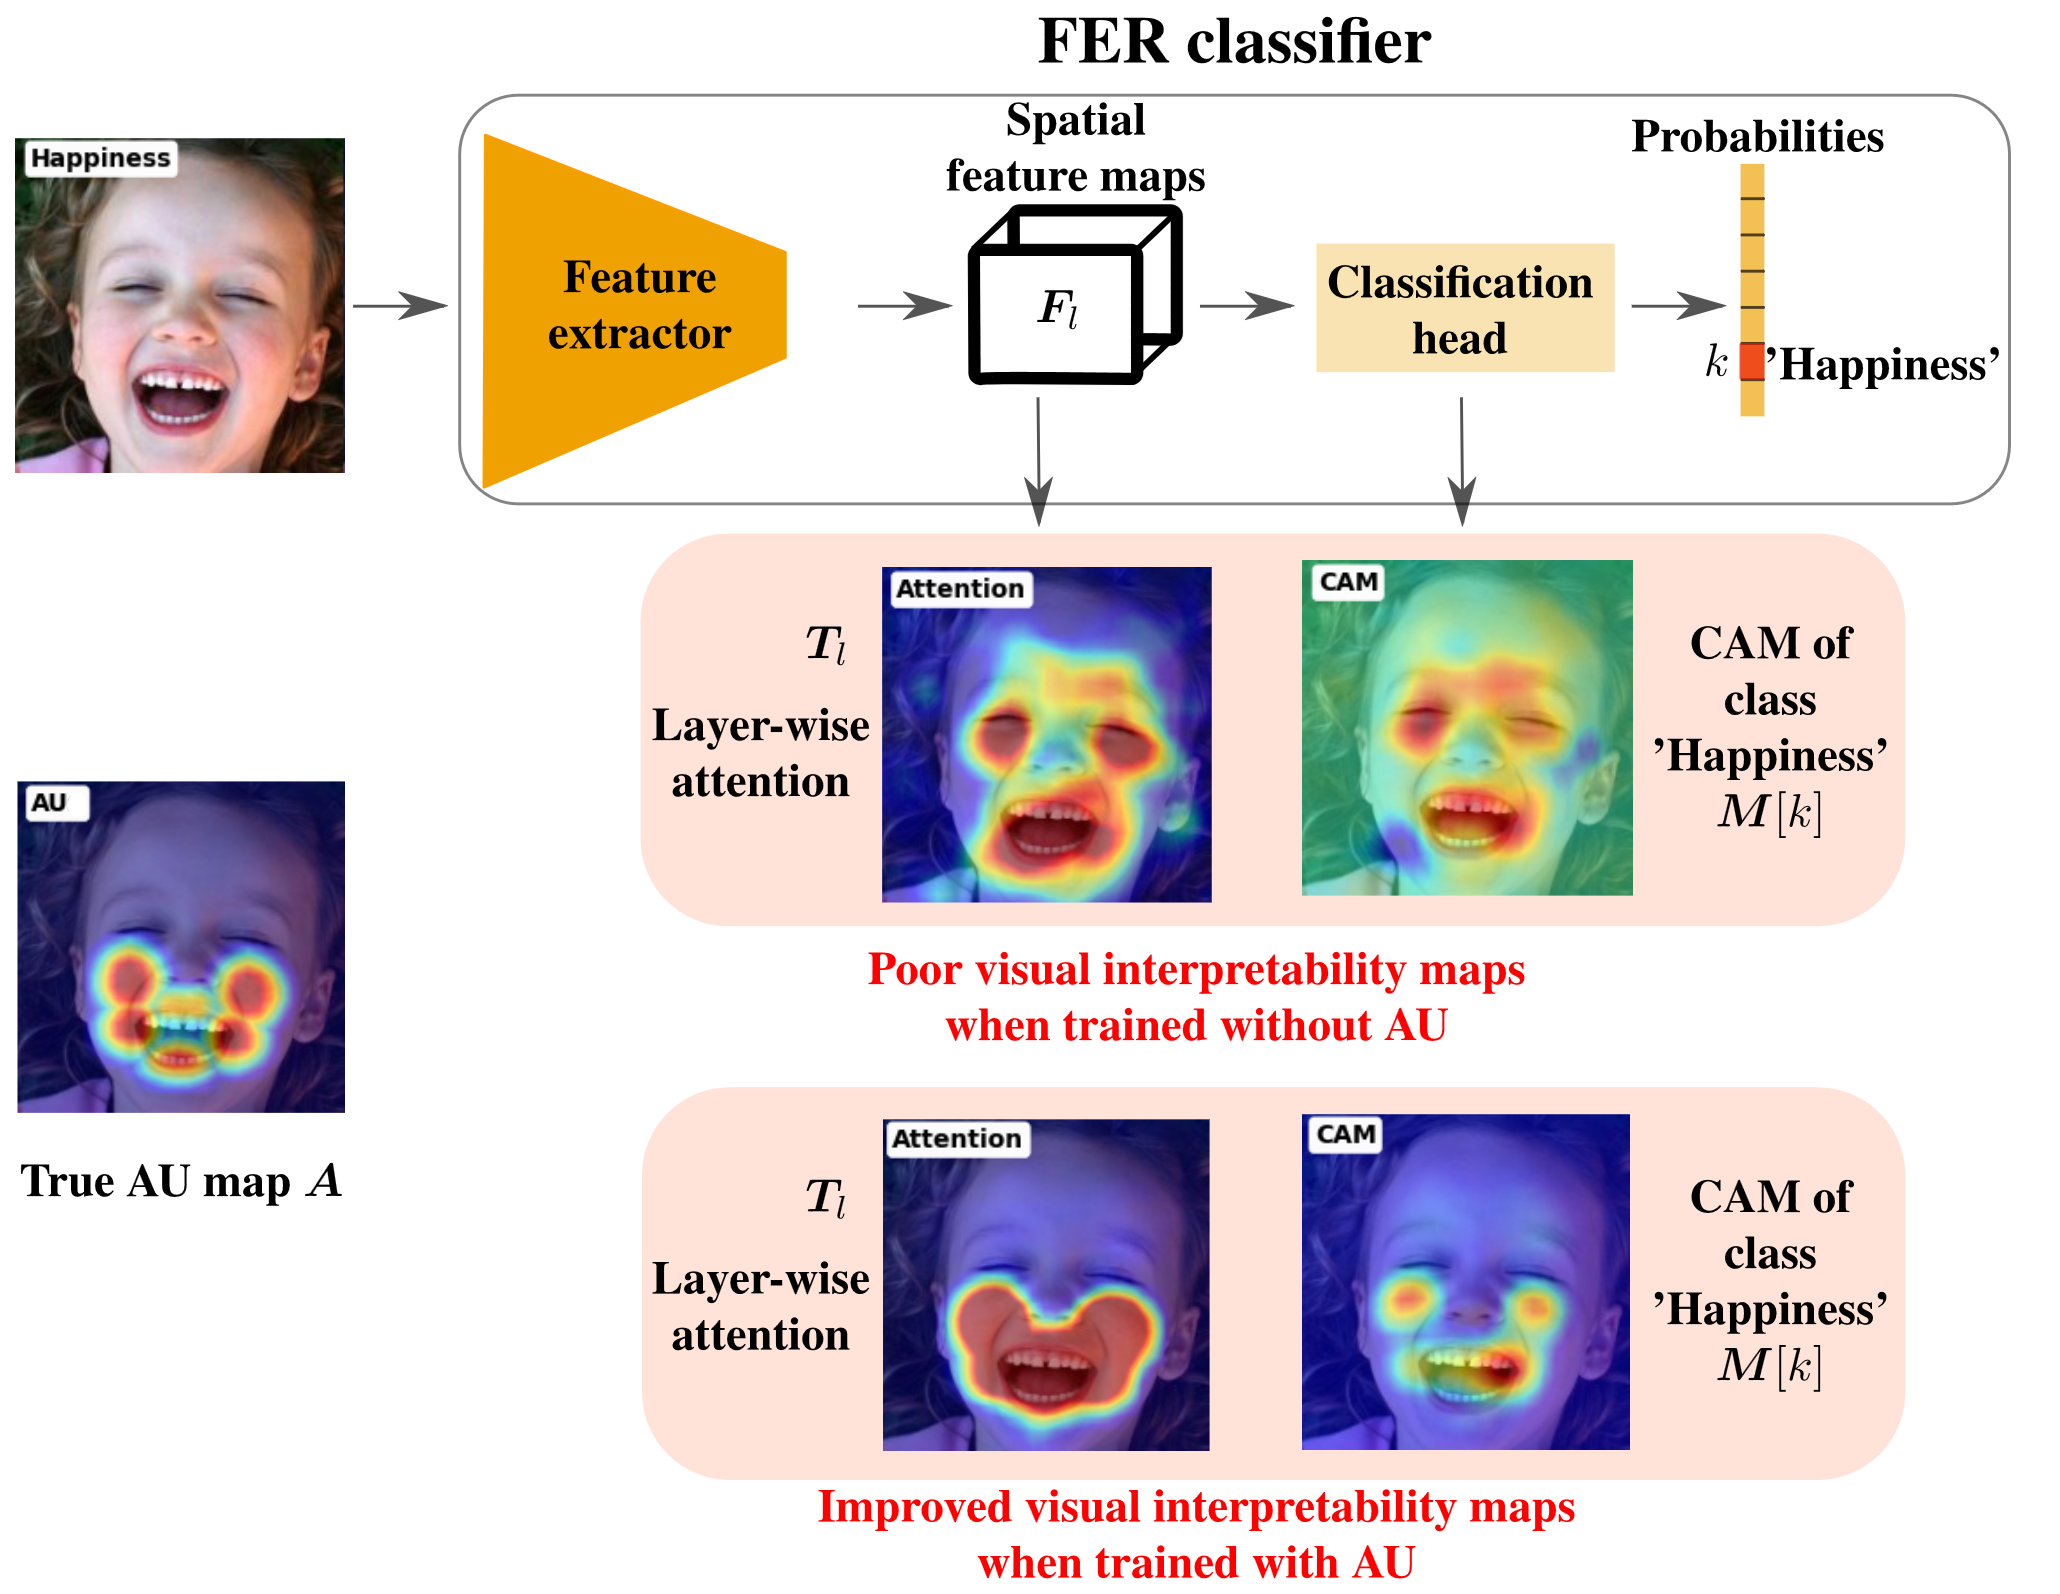 FER classifier
Happiness
Feature
extractor
Spatial
feature maps
F_l
Classification
head
Probabilities
k
’Happiness’
AU
True AU map A
T_l
Layer-wise
attention
Attention
CAM
CAM of
class
’Happiness’
M[k]
Poor visual interpretability maps
when trained without AU
T_l
Layer-wise
attention
Attention
CAM
CAM of
class
’Happiness’
M[k]
Improved visual interpretability maps
when trained with AU